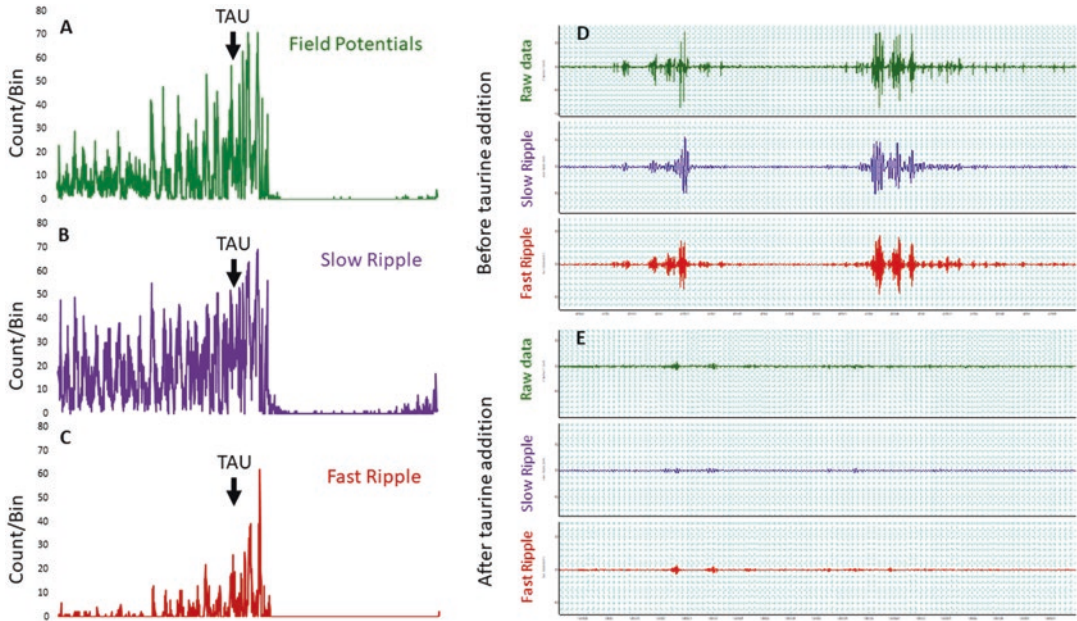 A
TAU
Field Potentials
Count/Bin
80
70
60
50
40
30
20
10
0
B
TAU
Slow Ripple
Count/Bin
80
70
60
50
40
30
20
10
0
C
TAU
Fast Ripple
Count/Bin
80
70
60
50
40
30
20
10
0
D
Before taurine addition
Raw data
Slow Ripple
Fast Ripple
E
After taurine addition
Raw data
Slow Ripple
Fast Ripple